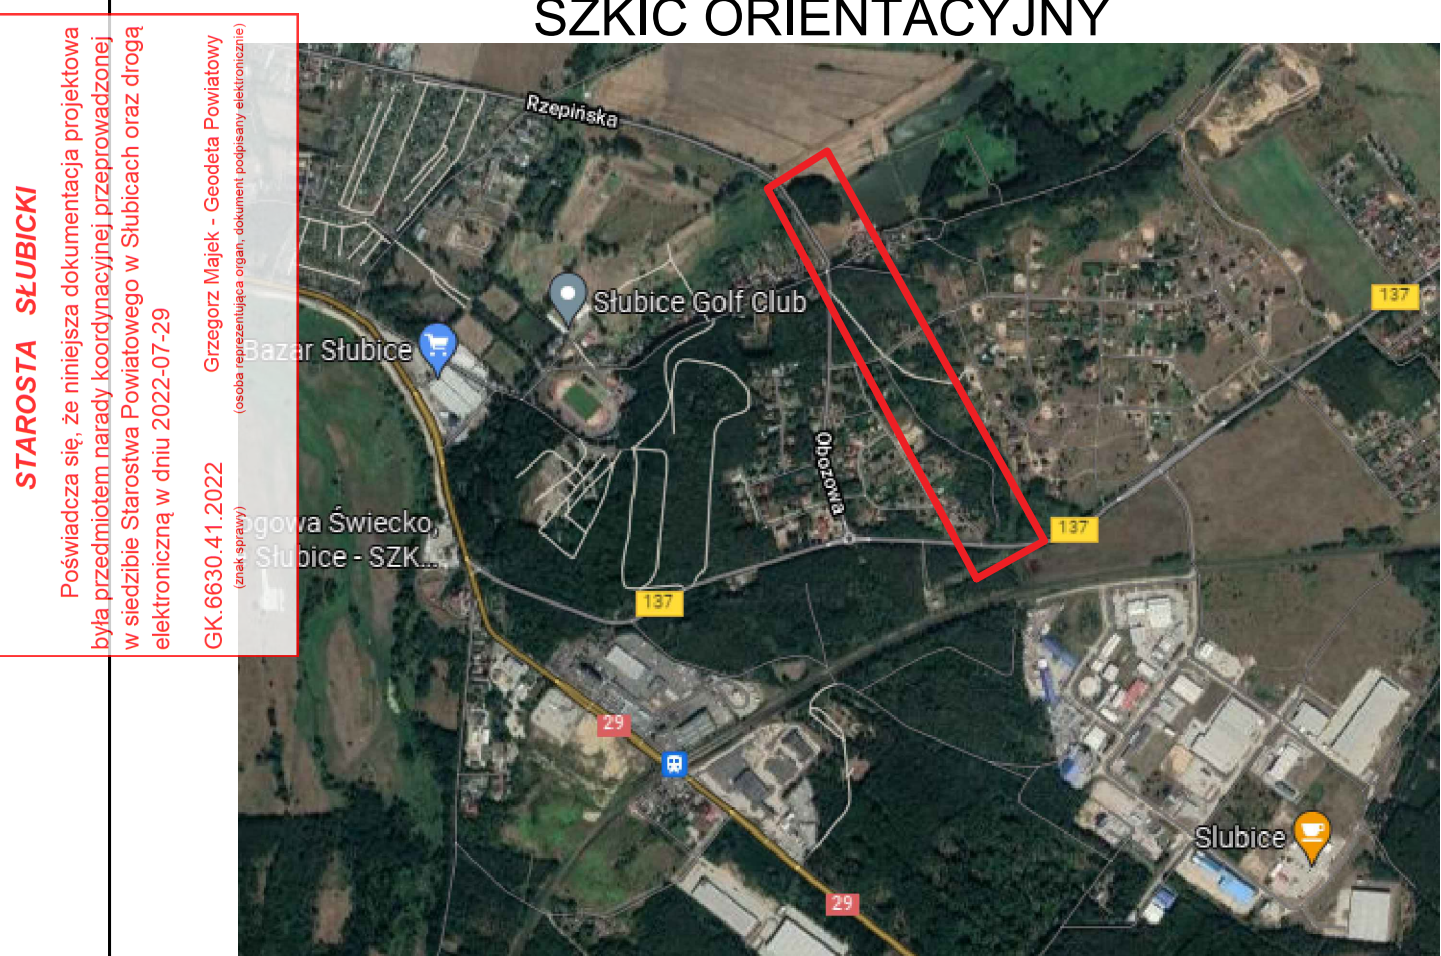 SZKIC ORIENTACYJNY
STAROSTA SŁUBICKI
Poświadcza się, że niniejsza dokumentacja projektowa
była przedmiotem narady koordynacyjnej przeprowadzonej
w siedzibie Starostwa Powiatowego w Słubicach oraz drogą
elektroniczną w dniu 2022-07-29
GK.6630.41.2022 Grzegorz Majek - Geodeta Powiatowy
(znak sprawy) (osoba reprezentująca organ, dokument podpisany elektronicznie)
Rzepińska
Słubice Golf Club
137
Bazar Słubice
Obozowa
ogowa Świecko,
Słubice - SZK...
137
137
29
Slubice
29